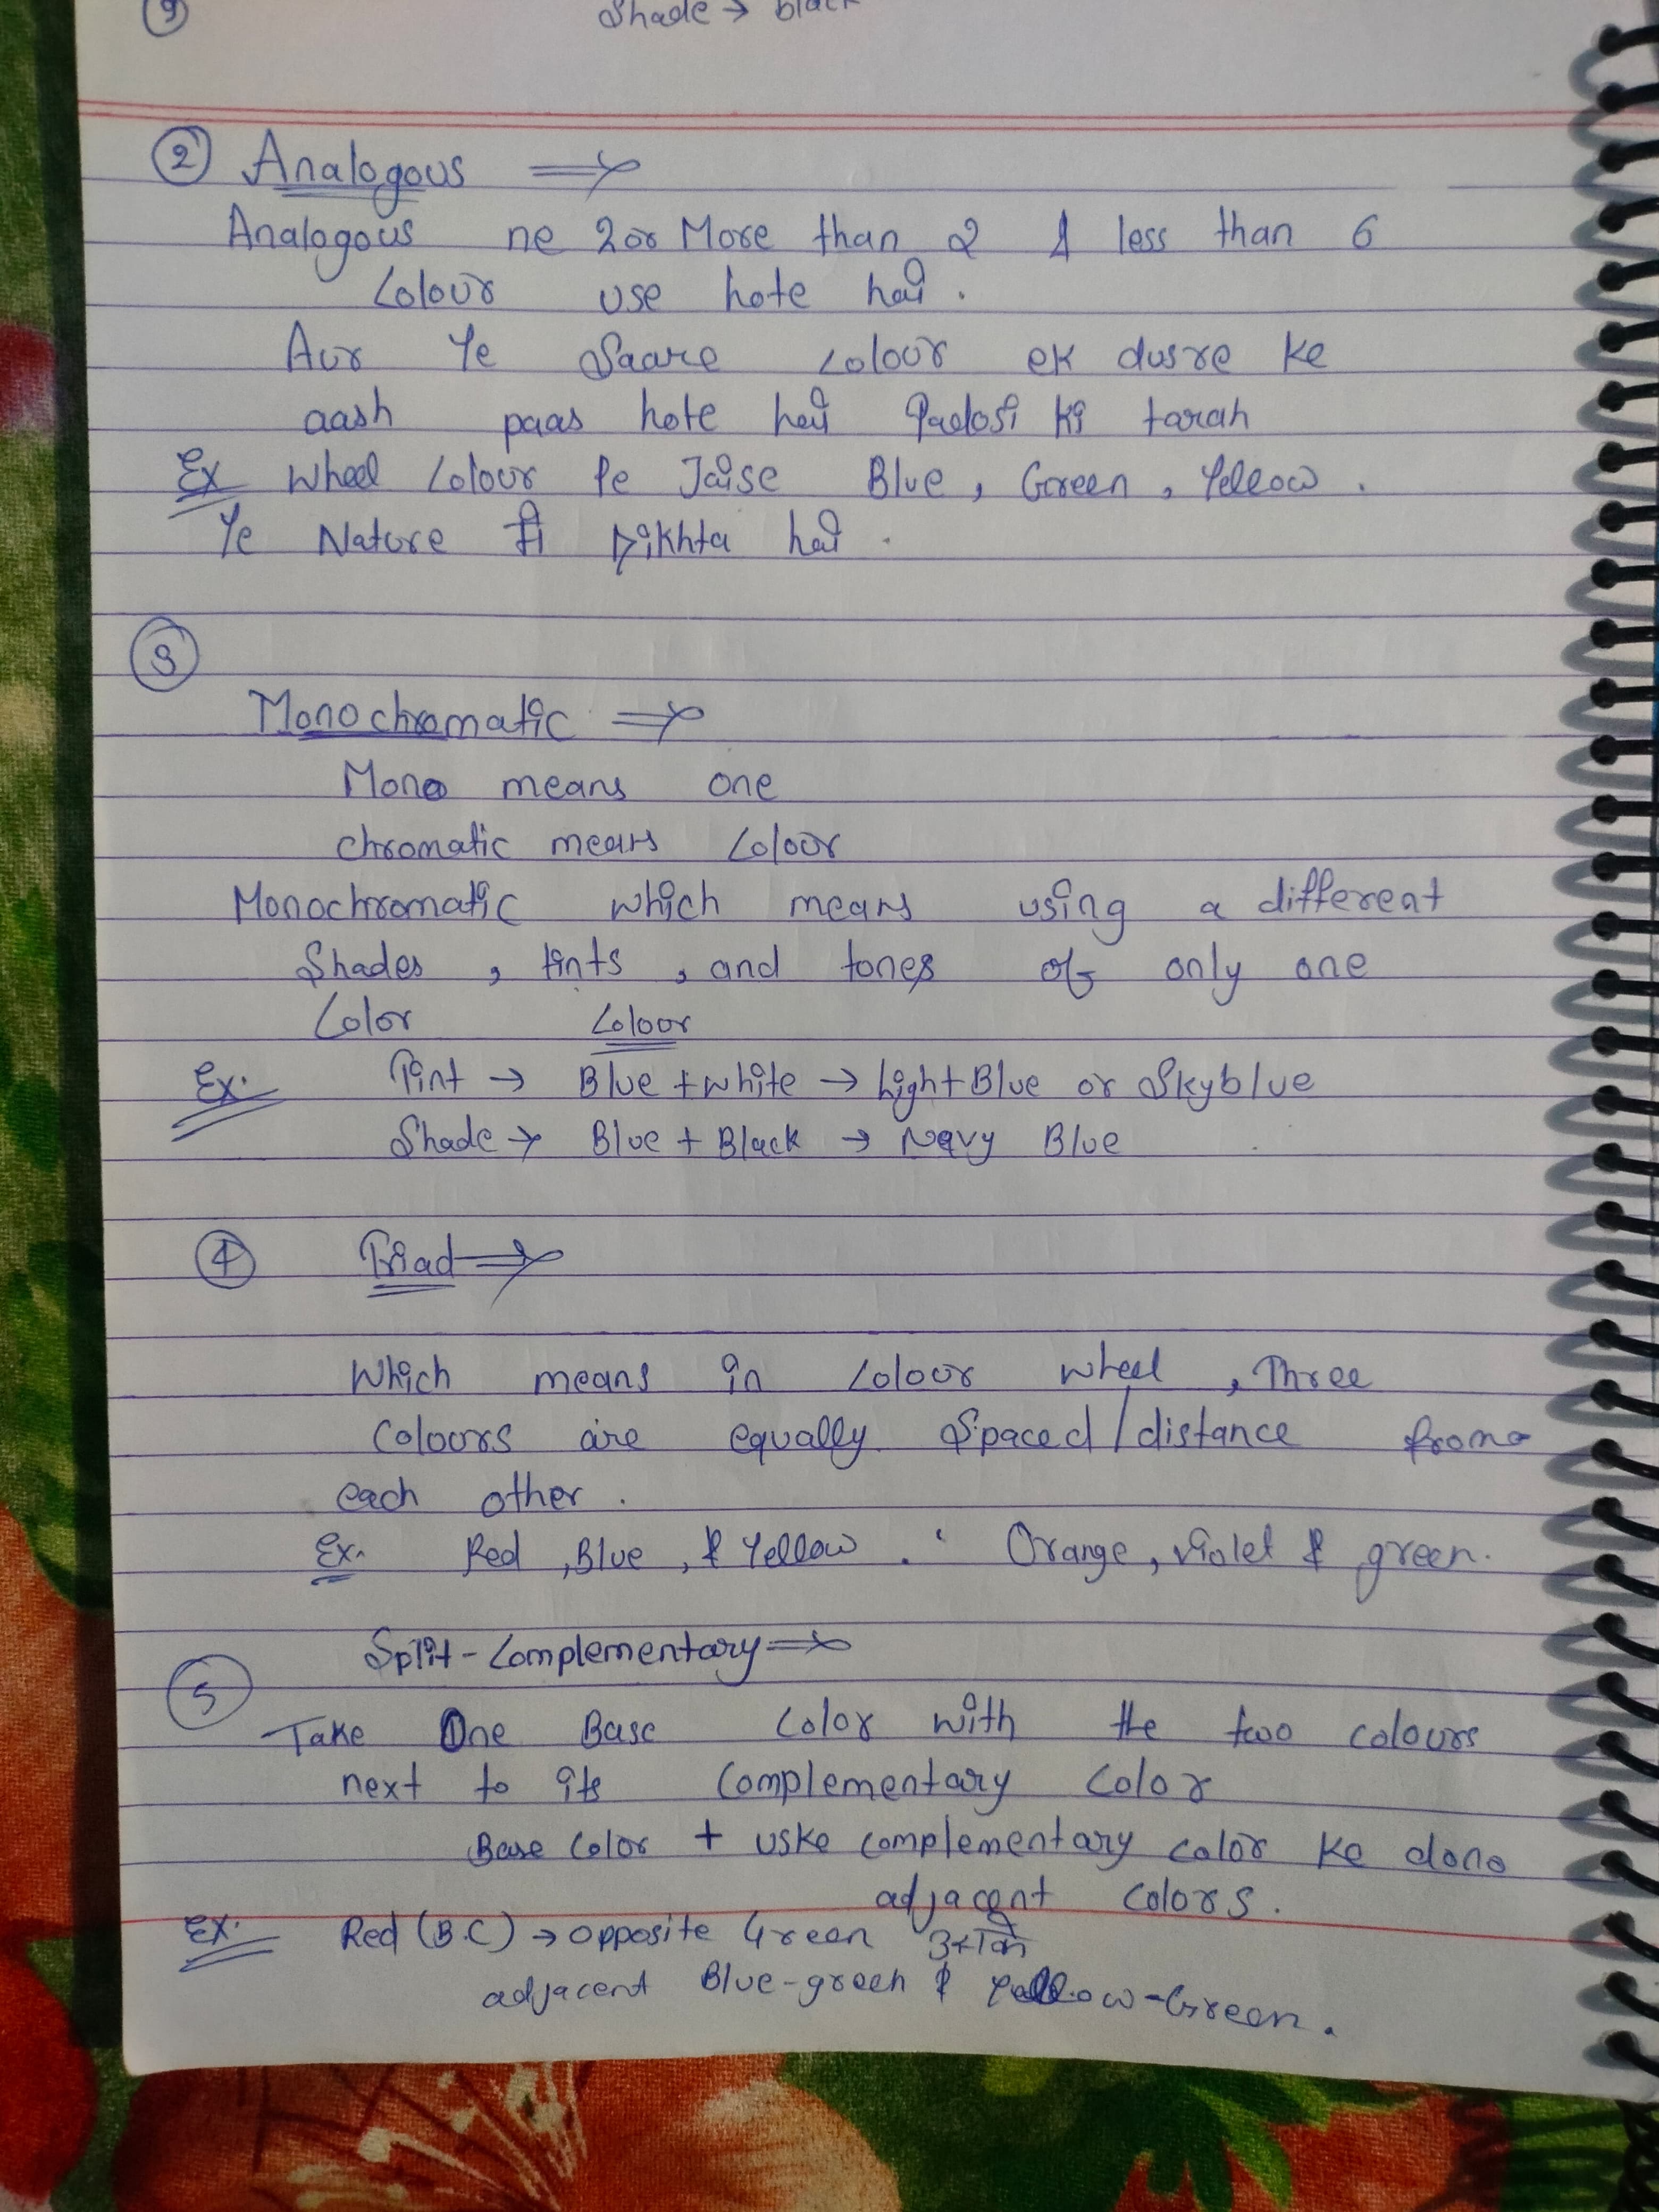 Shade → black
② Analogous ⇒
Analogous ne 2 or More than 2 & less than 6
Colour use hote hai.
Aur Ye Saare Colour ek dusre ke
aash paas hote hai Padosi ki tarah
Ex Wheel Colour Pe Jaise Blue, Green, Yellow.
Ye Nature में Dikhta hai.
③
Monochromatic ⇒
Mono means one
chromatic means Colour
Monochromatic which means using a different
Shades, tints, and tones of only one
Color Colour
Ex. Tint → Blue + white → Light Blue or Skyblue
Shade → Blue + Black → Navy Blue
④ Triad ⇒
Which means in Colour wheel, Three
Colours are equally Spaced/distance from
each other.
Ex. Red, Blue, & Yellow. Orange, violet & green.
Split-Complementary ⇒
⑤
Take One Base Color with the two colours
next to its Complementary Color
Base Color + uske complementary color ke dono
adjacent Colors.
Ex. Red (B.C) → opposite Green उसके
adjacent Blue-green & Yellow-Green.